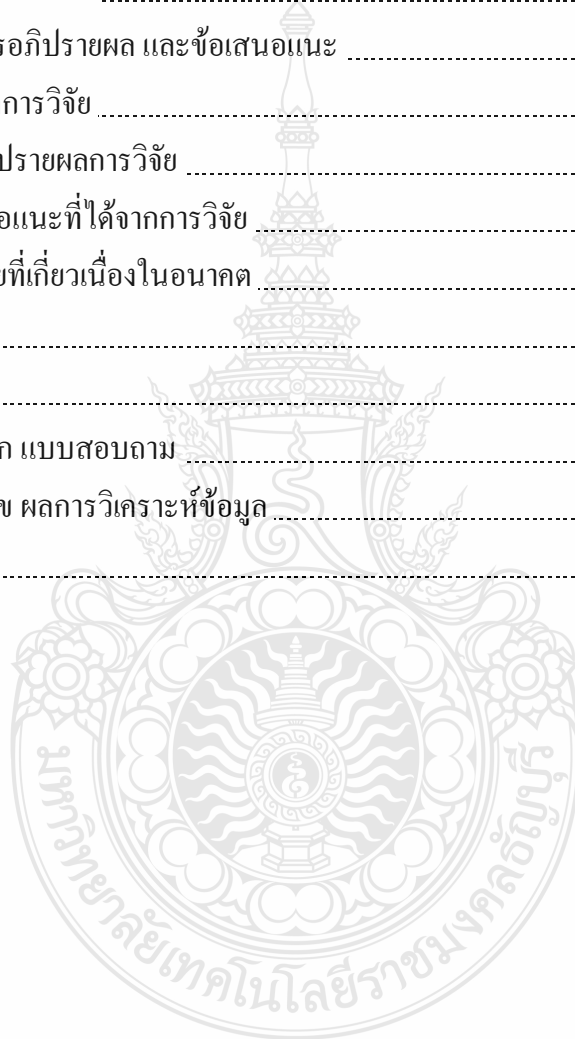 รอภิปรายผล และข้อเสนอแนะ
การวิจัย
ปรายผลการวิจัย
อแนะที่ได้จากการวิจัย
ยที่เกี่ยวเนื่องในอนาคต
ก แบบสอบถาม
ข ผลการวิเคราะห์ข้อมูล
มหาวิทยาลัยเทคโนโลยีราชมงคลธัญบุรี